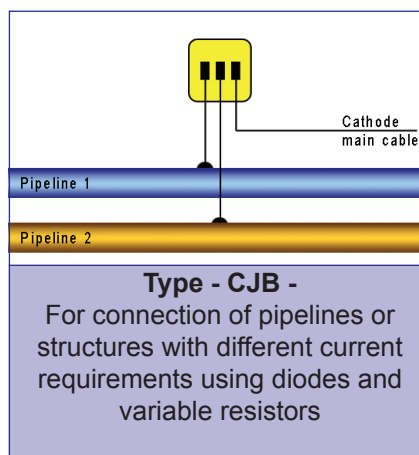 Cathode
main cable
Pipeline 1
Pipeline 2
Type - CJB -
For connection of pipelines or
structures with different current
requirements using diodes and
variable resistors